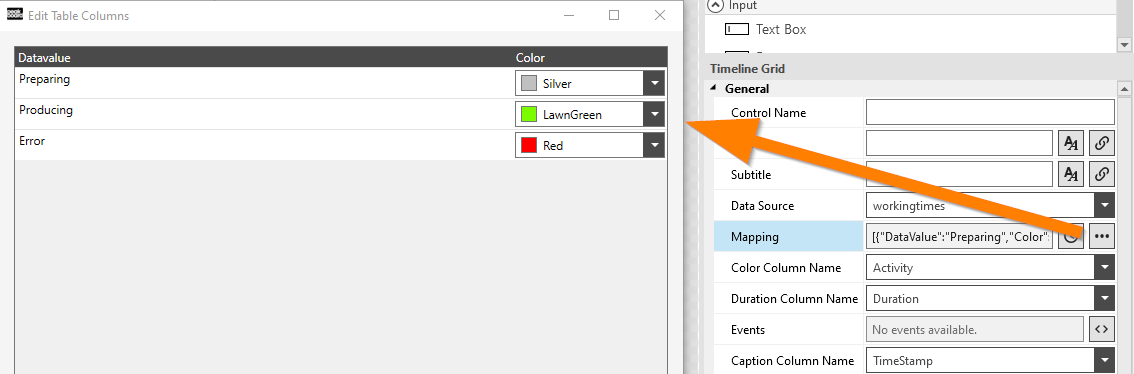 peak
board
Edit Table Columns
Datavalue Color
Preparing Silver
Producing LawnGreen
Error Red
Input
Text Box
Timeline Grid
General
Control Name
Subtitle
Data Source workingtimes
Mapping [{"DataValue":"Preparing","Color":
Color Column Name Activity
Duration Column Name Duration
Events No events available.
Caption Column Name TimeStamp